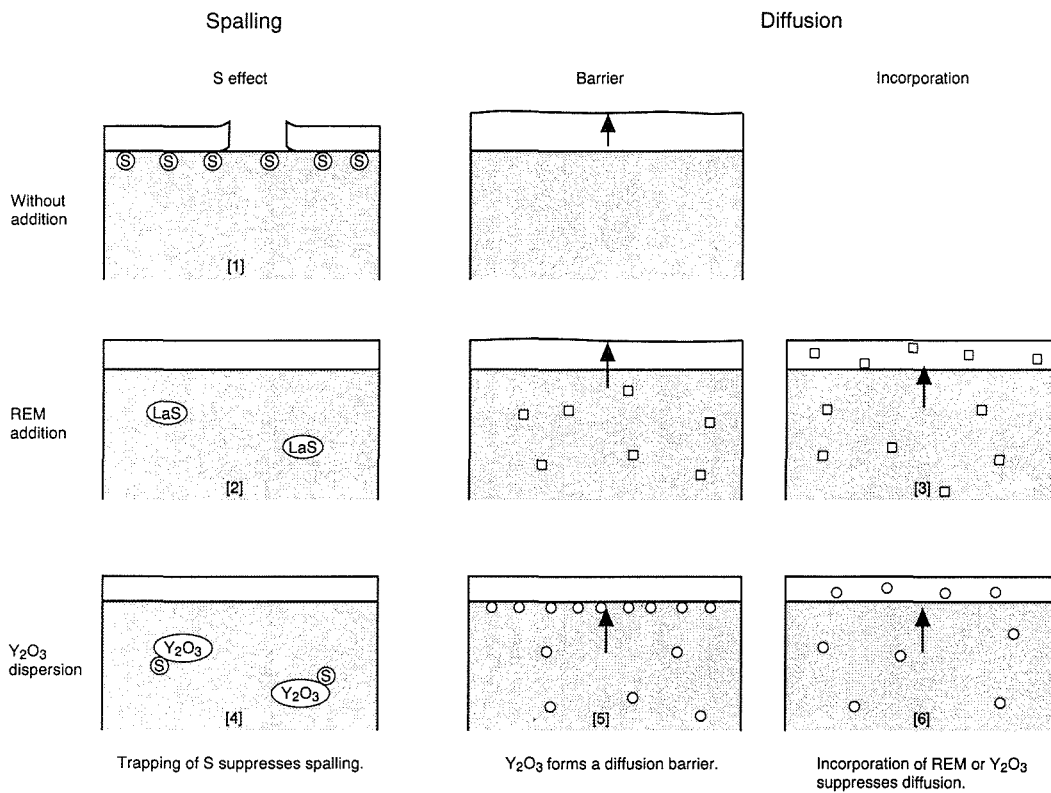 Spalling
Diffusion
S effect
Barrier
Incorporation
Without
addition
S S S S S S
[1]
REM
addition
LaS
LaS
[2]
[3]
Y₂O₃
dispersion
Y₂O₃
S
S
Y₂O₃
[4]
[5]
[6]
Trapping of S suppresses spalling.
Y₂O₃ forms a diffusion barrier.
Incorporation of REM or Y₂O₃
suppresses diffusion.